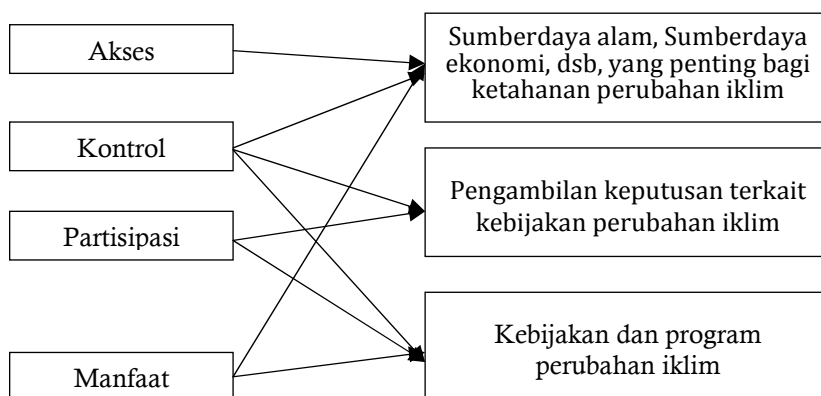 Akses
Kontrol
Partisipasi
Manfaat
Sumberdaya alam, Sumberdaya
ekonomi, dsb, yang penting bagi
ketahanan perubahan iklim
Pengambilan keputusan terkait
kebijakan perubahan iklim
Kebijakan dan program
perubahan iklim